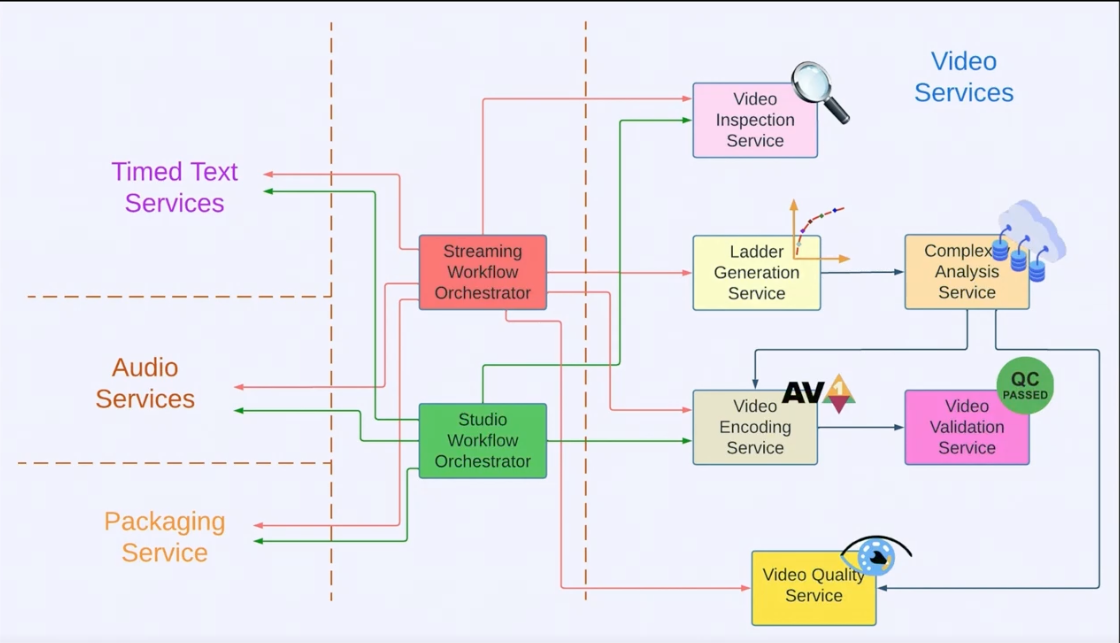 Video
Services
Video
Inspection
Service
Timed Text
Services
Streaming
Workflow
Orchestrator
Ladder
Generation
Service
Analysis
Service
Audio
Services
Studio
Workflow
Orchestrator
AV1
Video
Encoding
Service
QC
PASSED
Video
Validation
Service
Packaging
Service
Video Quality
Service